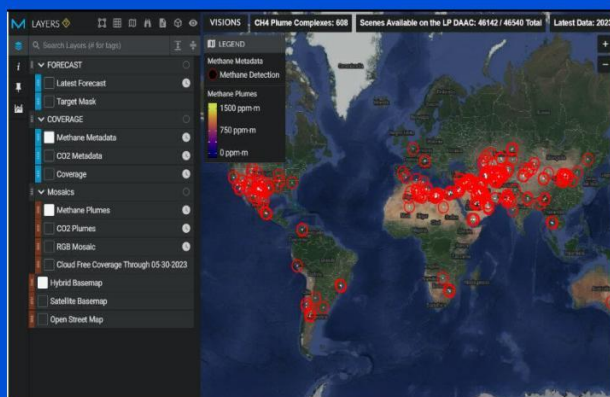 LAYERS
VISIONS
CH4 Plume Complexes: 608
Scenes Available on the LP DAAC: 46142 / 46540 Total
Latest Data: 2023
Search Layers (# for tags)
FORECAST
Latest Forecast
Target Mask
COVERAGE
Methane Metadata
CO2 Metadata
Coverage
Mosaics
Methane Plumes
CO2 Plumes
RGB Mosaic
Cloud Free Coverage Through 05-30-2023
Hybrid Basemap
Satellite Basemap
Open Street Map
LEGEND
Methane Metadata
Methane Detection
Methane Plumes
1500 ppm-m
750 ppm-m
0 ppm-m